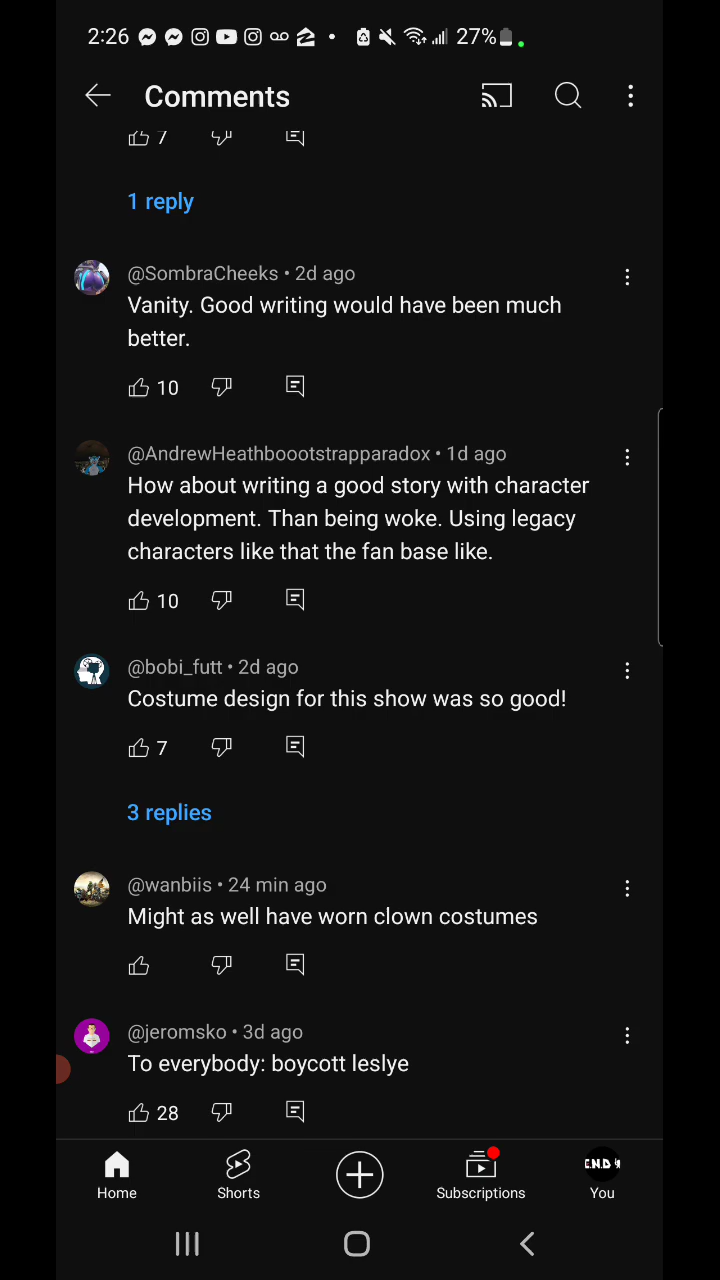 2:26 27%
Comments
7
1 reply
@SombraCheeks • 2d ago
Vanity. Good writing would have been much
better.
10
@AndrewHeathboootstrapparadox • 1d ago
How about writing a good story with character
development. Than being woke. Using legacy
characters like that the fan base like.
10
@bobi_futt • 2d ago
Costume design for this show was so good!
7
3 replies
@wanbiis • 24 min ago
Might as well have worn clown costumes
@jeromsko • 3d ago
To everybody: boycott leslye
28
Home Shorts Subscriptions You